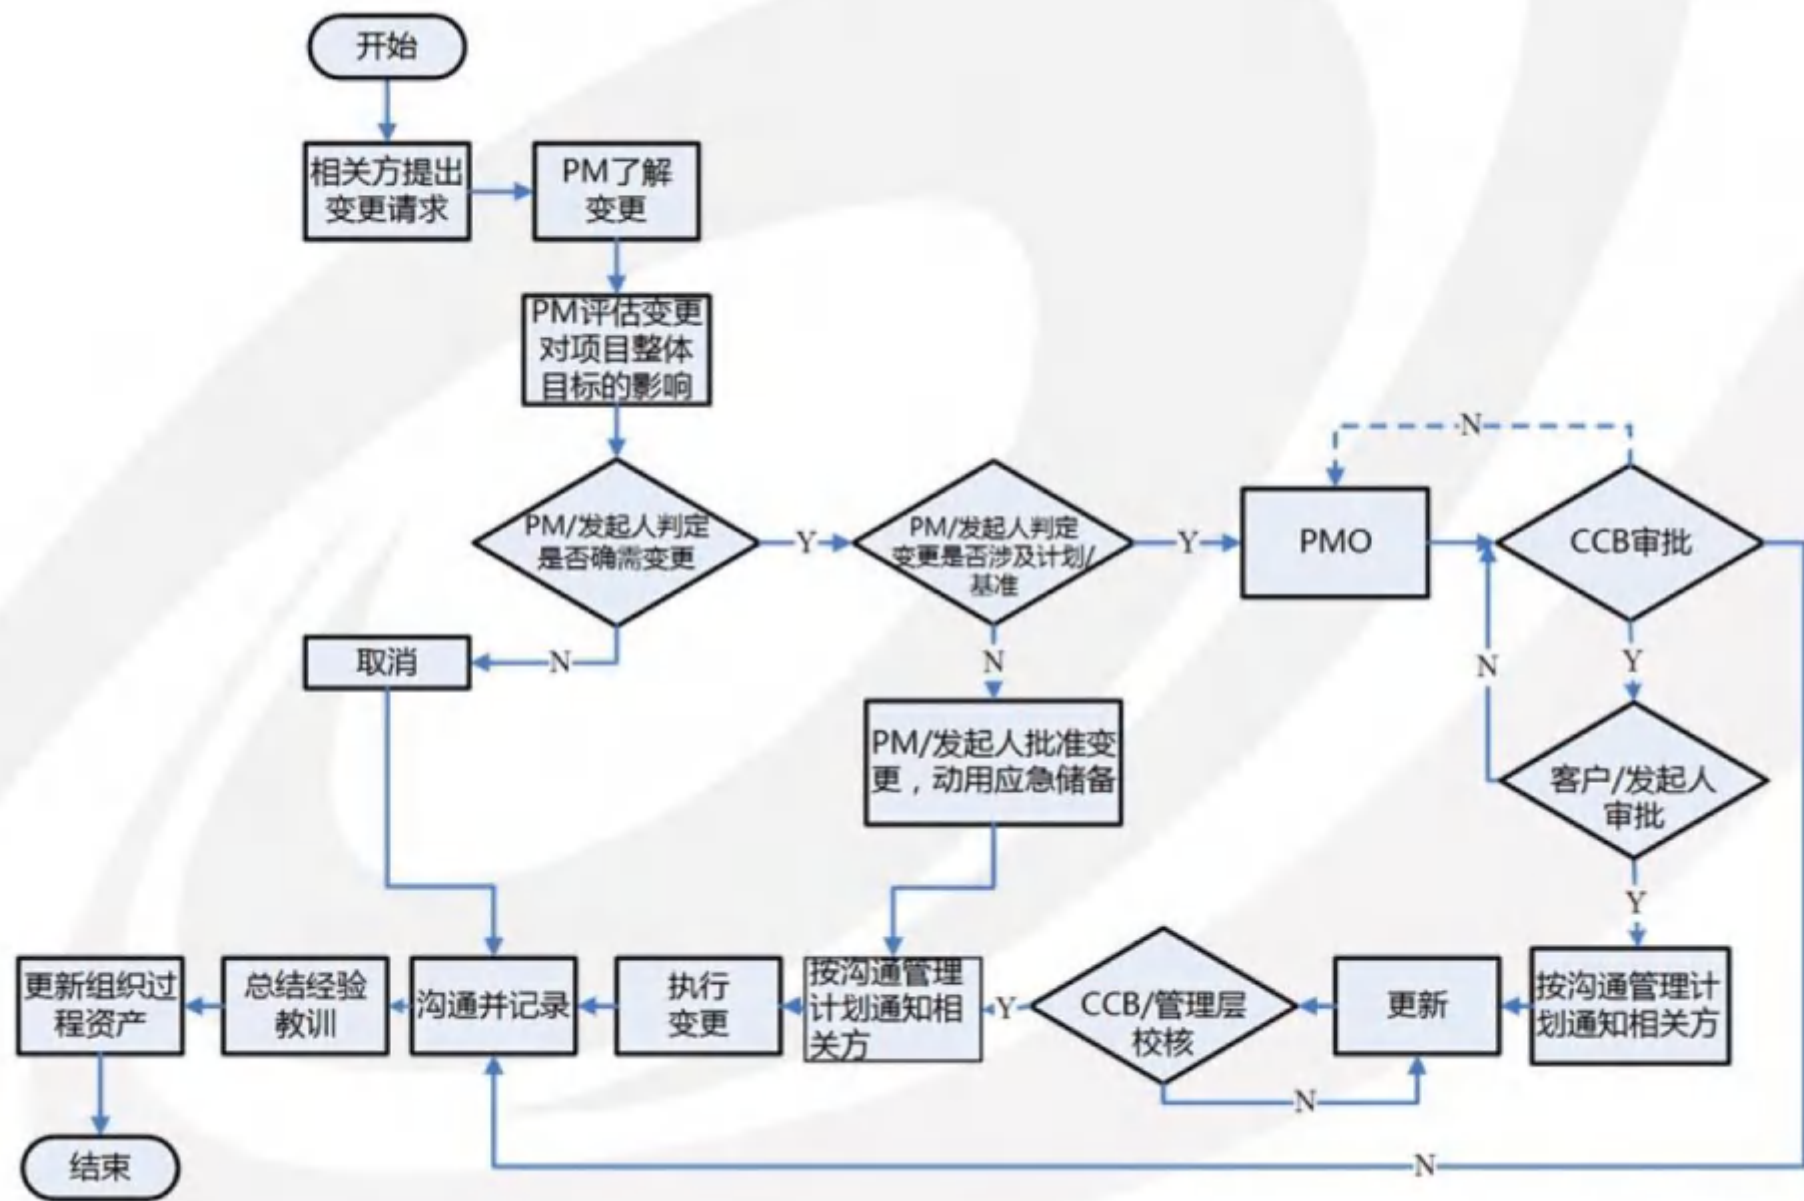 开始
相关方提出
变更请求
PM了解
变更
PM评估变更
对项目整体
目标的影响
PM/发起人判定
是否确需变更
Y
PM/发起人判定
变更是否涉及计划/
基准
Y
PMO
N
CCB审批
取消
N
N
N
Y
PM/发起人批准变
更，动用应急储备
客户/发起人
审批
Y
更新组织过
程资产
总结经验
教训
沟通并记录
执行
变更
按沟通管理
计划通知相
关方
Y
CCB/管理层
校核
更新
按沟通管理计
划通知相关方
N
N
结束